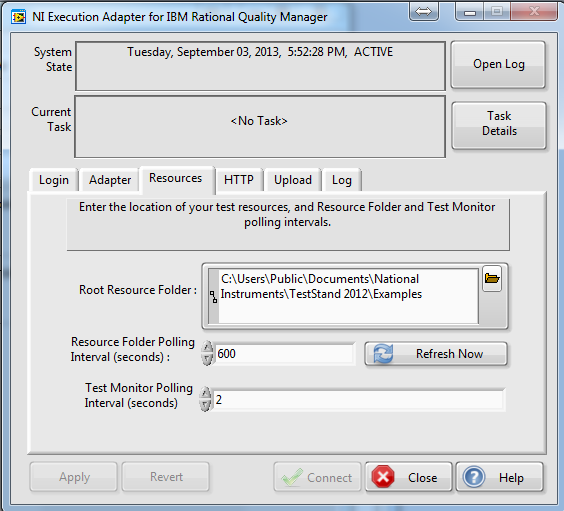 NI Execution Adapter for IBM Rational Quality Manager
System
State
Tuesday, September 03, 2013, 5:52:28 PM, ACTIVE
Open Log
Current
Task
<No Task>
Task
Details
Login
Adapter
Resources
HTTP
Upload
Log
Enter the location of your test resources, and Resource Folder and Test Monitor
polling intervals.
Root Resource Folder :
C:\Users\Public\Documents\National
Instruments\TestStand 2012\Examples
Resource Folder Polling
Interval (seconds) :
600
Refresh Now
Test Monitor Polling
Interval (seconds)
2
Apply
Revert
Connect
Close
Help